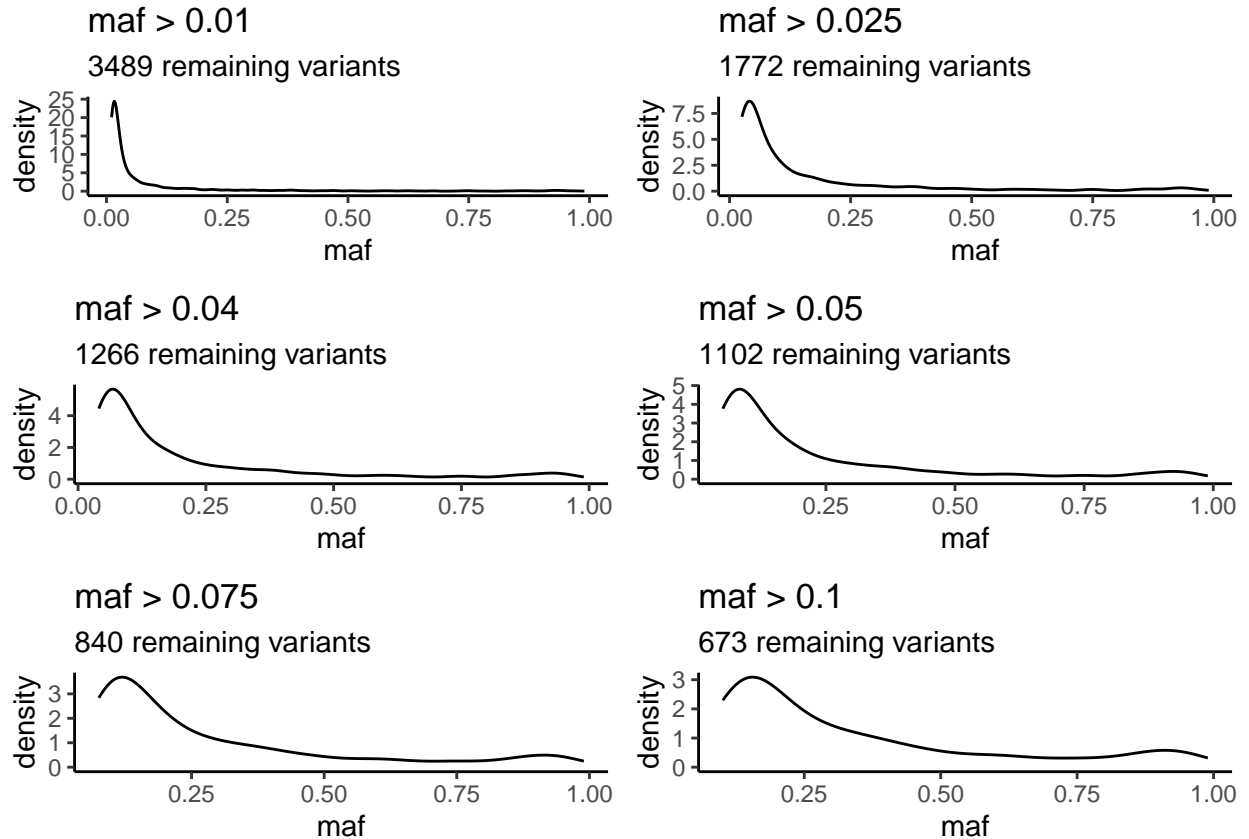 maf > 0.01
3489 remaining variants
density
25
20
15
10
5
0
0.00 0.25 0.50 0.75 1.00
maf
maf > 0.025
1772 remaining variants
density
7.5
5.0
2.5
0.0
0.00 0.25 0.50 0.75 1.00
maf
maf > 0.04
1266 remaining variants
density
4
2
0
0.00 0.25 0.50 0.75 1.00
maf
maf > 0.05
1102 remaining variants
density
5
4
3
2
1
0
0.25 0.50 0.75 1.00
maf
maf > 0.075
840 remaining variants
density
3
2
1
0
0.25 0.50 0.75 1.00
maf
maf > 0.1
673 remaining variants
density
3
2
1
0
0.25 0.50 0.75 1.00
maf